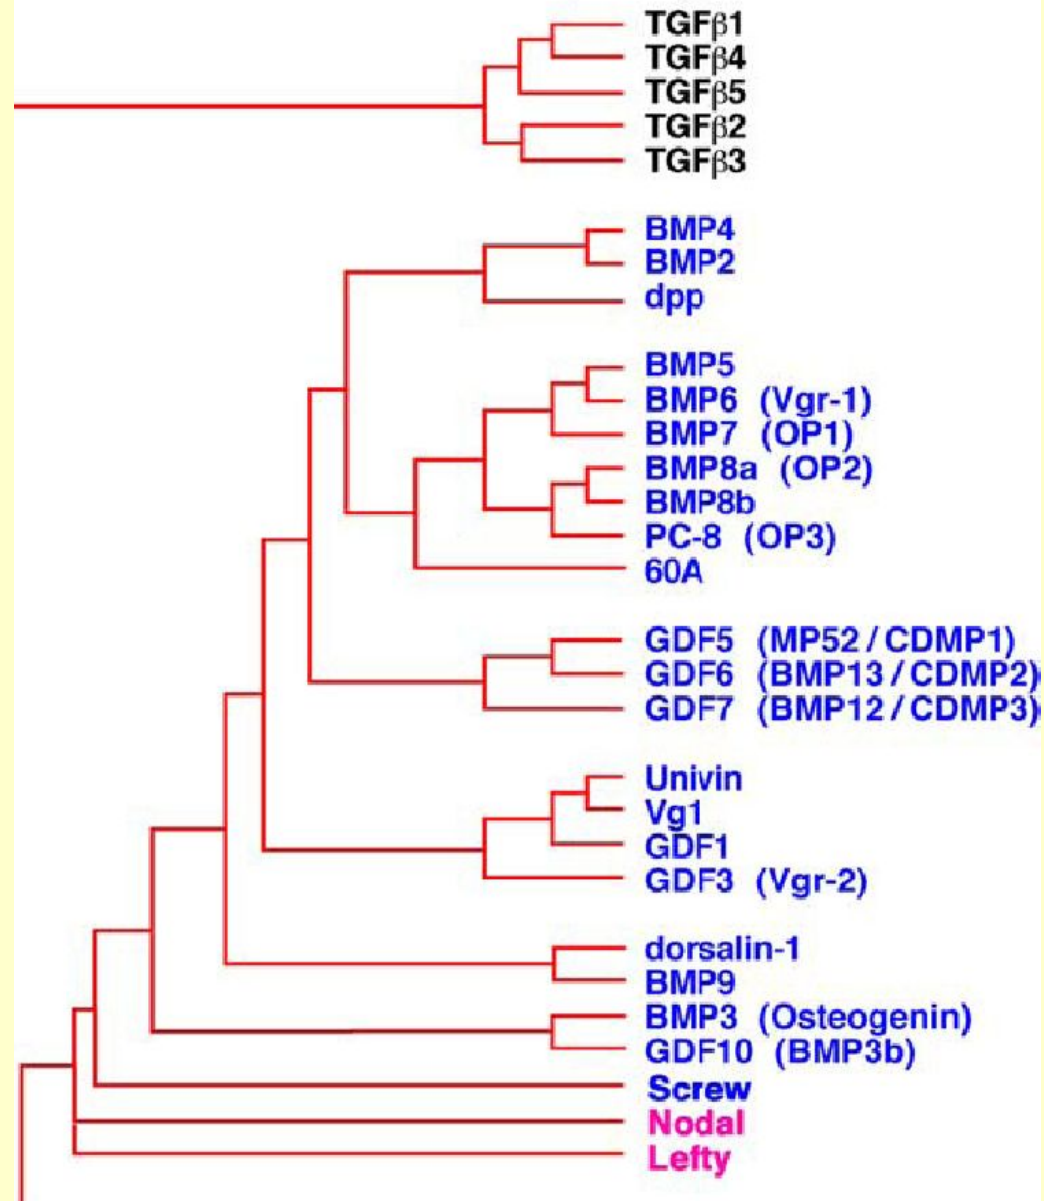 TGFβ1
TGFβ4
TGFβ5
TGFβ2
TGFβ3
BMP4
BMP2
dpp
BMP5
BMP6 (Vgr-1)
BMP7 (OP1)
BMP8a (OP2)
BMP8b
PC-8 (OP3)
60A
GDF5 (MP52 / CDMP1)
GDF6 (BMP13 / CDMP2)
GDF7 (BMP12 / CDMP3)
Univin
Vg1
GDF1
GDF3 (Vgr-2)
dorsalin-1
BMP9
BMP3 (Osteogenin)
GDF10 (BMP3b)
Screw
Nodal
Lefty